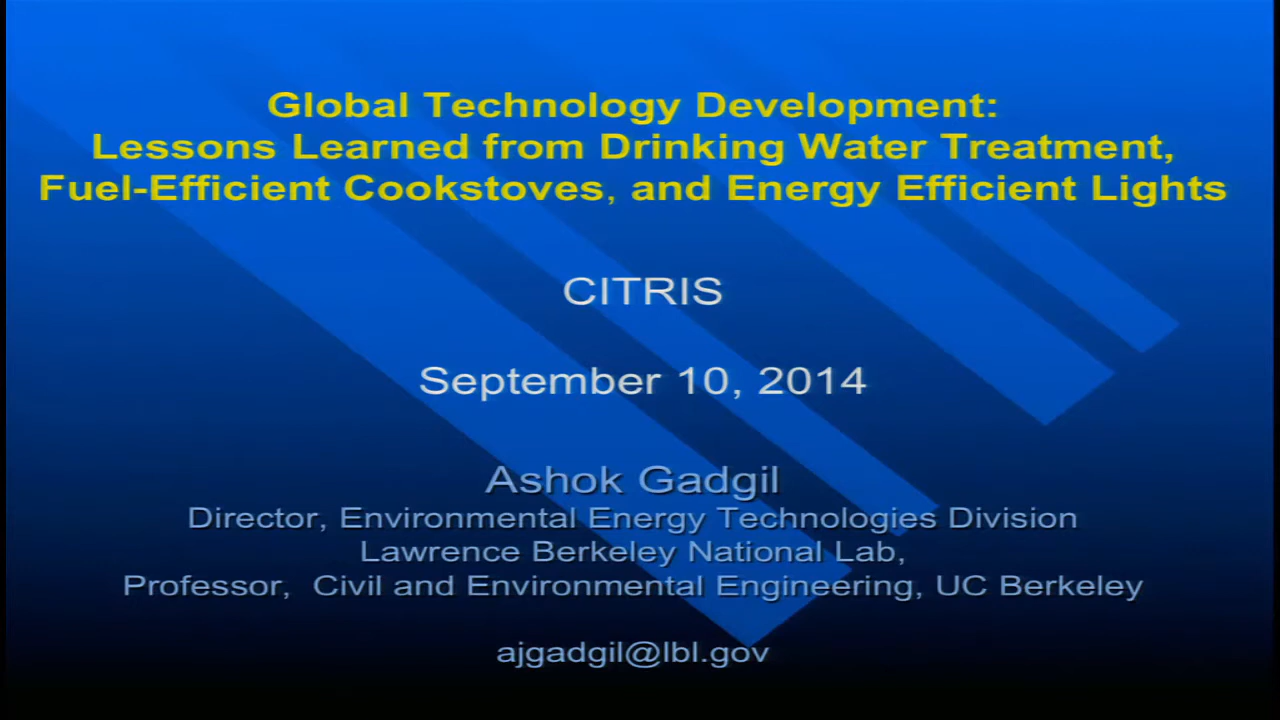 Global Technology Development:
Lessons Learned from Drinking Water Treatment,
Fuel-Efficient Cookstoves, and Energy Efficient Lights
CITRIS
September 10, 2014
Ashok Gadgil
Director, Environmental Energy Technologies Division
Lawrence Berkeley National Lab,
Professor,  Civil and Environmental Engineering, UC Berkeley
ajgadgil@lbl.gov